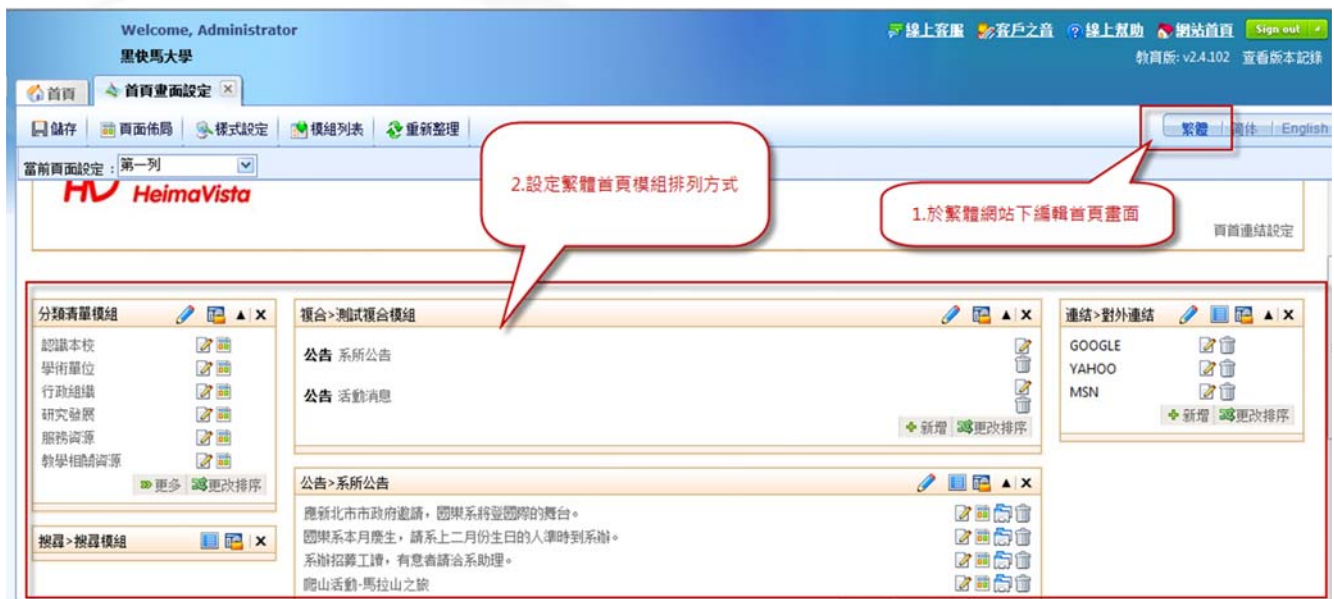 Welcome, Administrator
線上客服 客戶之音 線上幫助 網站首頁 Sign out
黑快馬大學
教育版: v2.4.102 查看版本記錄
首頁 首頁畫面設定
儲存 頁面佈局 樣式設定 模組列表 重新整理
繁體 简体 English
當前頁面設定：第一列
HeimaVista
2.設定繁體首頁模組排列方式
1.於繁體網站下編輯首頁畫面
頁首連結設定
分類清單模組
認識本校
學術單位
行政組織
研究發展
服務資源
教學相關資源
更多 更改排序
搜尋>搜尋模組
複合>測試複合模組
公告 系所公告
公告 活動消息
新增 更改排序
公告>系所公告
應新北市市政府邀請，國樂系將登國際的舞台。
國樂系本月慶生，請系上二月份生日的人準時到系辦。
系辦招募工讀，有意者請洽系助理。
爬山活動-馬拉山之旅
連結>對外連結
GOOGLE
YAHOO
MSN
新增 更改排序